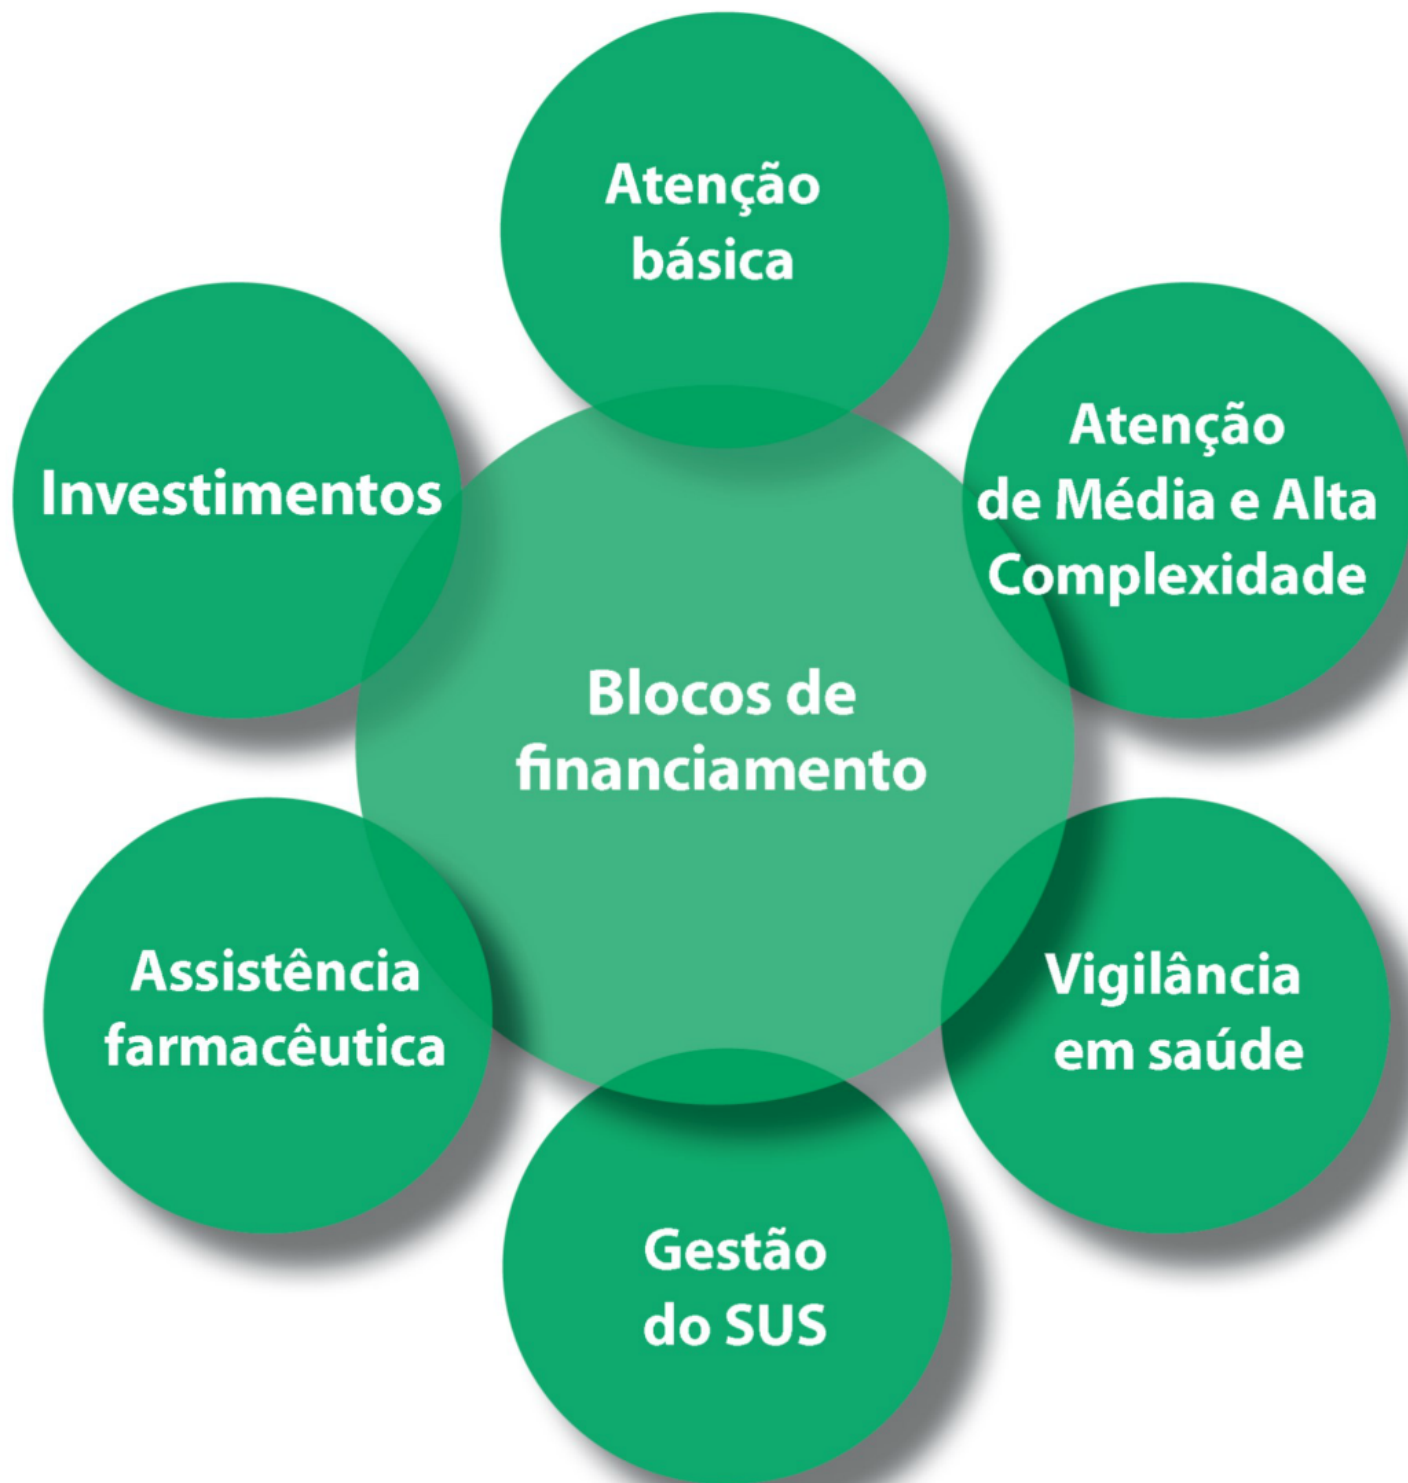 Atenção
básica
Investimentos
Atenção
de Média e Alta
Complexidade
Blocos de
financiamento
Assistência
farmacêutica
Vigilância
em saúde
Gestão
do SUS